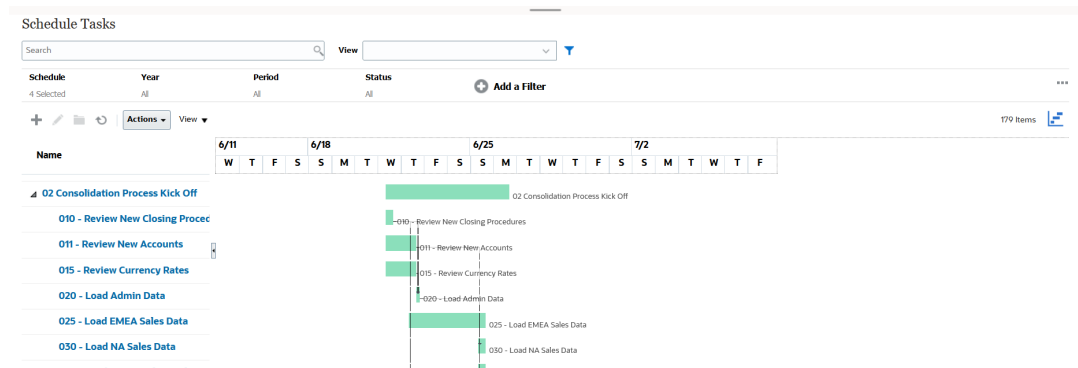 Schedule Tasks
Search
View
Schedule Year Period Status
4 Selected All All All
Add a Filter
Actions View
179 Items
Name
6/11 6/18 6/25 7/2
W T F S S M T W T F S S M T W T F S S M T W T F
02 Consolidation Process Kick Off 02 Consolidation Process Kick Off
010 - Review New Closing Proced 010 - Review New Closing Procedures
011 - Review New Accounts 011 - Review New Accounts
015 - Review Currency Rates 015 - Review Currency Rates
020 - Load Admin Data 020 - Load Admin Data
025 - Load EMEA Sales Data 025 - Load EMEA Sales Data
030 - Load NA Sales Data 030 - Load NA Sales Data